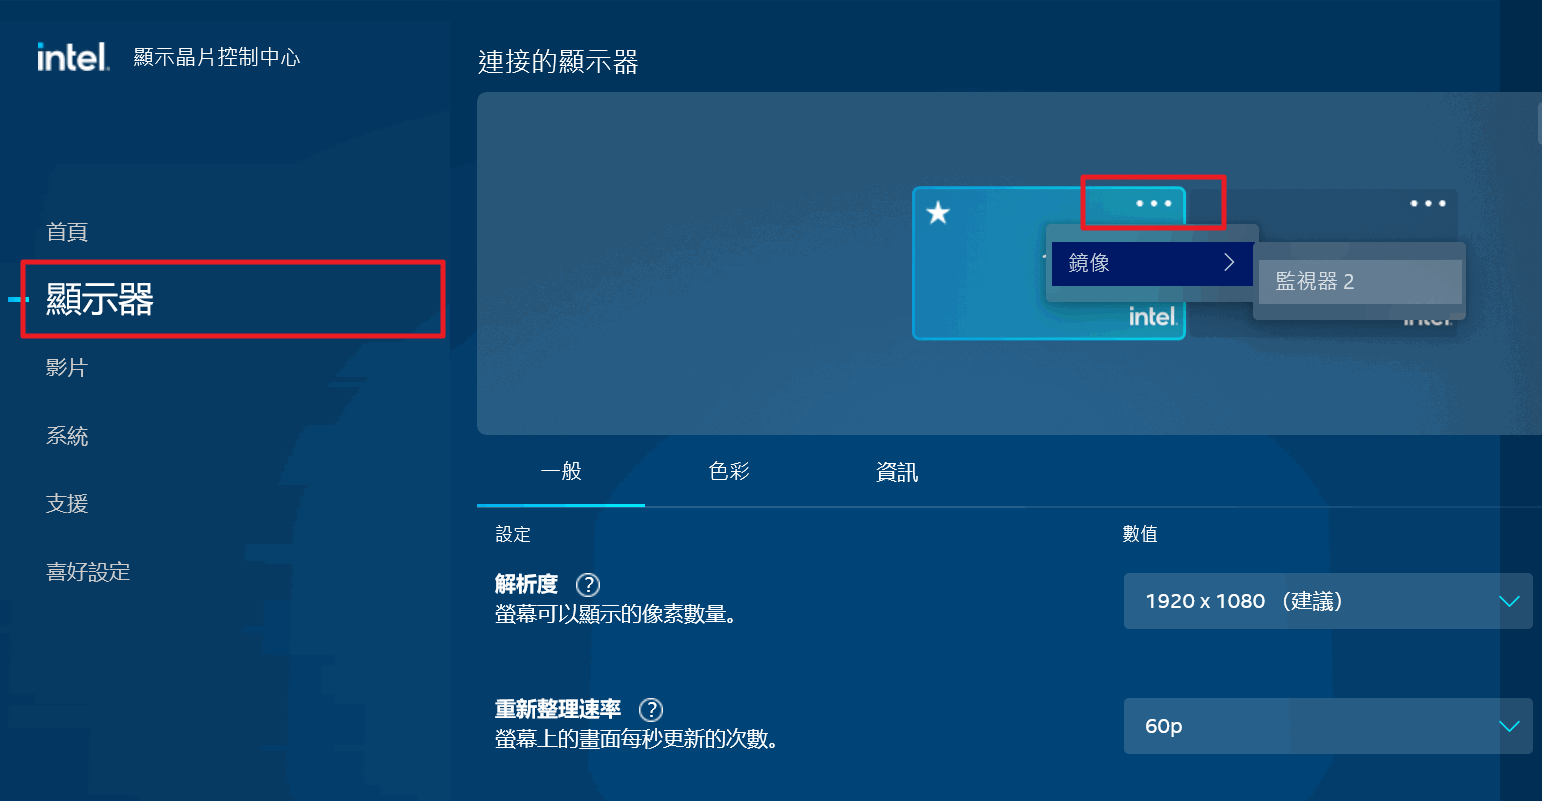 intel. 顯示晶片控制中心
連接的顯示器
首頁
顯示器
影片
系統
支援
喜好設定
鏡像
監視器 2
intel.
intel.
一般
色彩
資訊
設定
數值
解析度 ?
螢幕可以顯示的像素數量。
1920 x 1080 （建議）
重新整理速率 ?
螢幕上的畫面每秒更新的次數。
60p